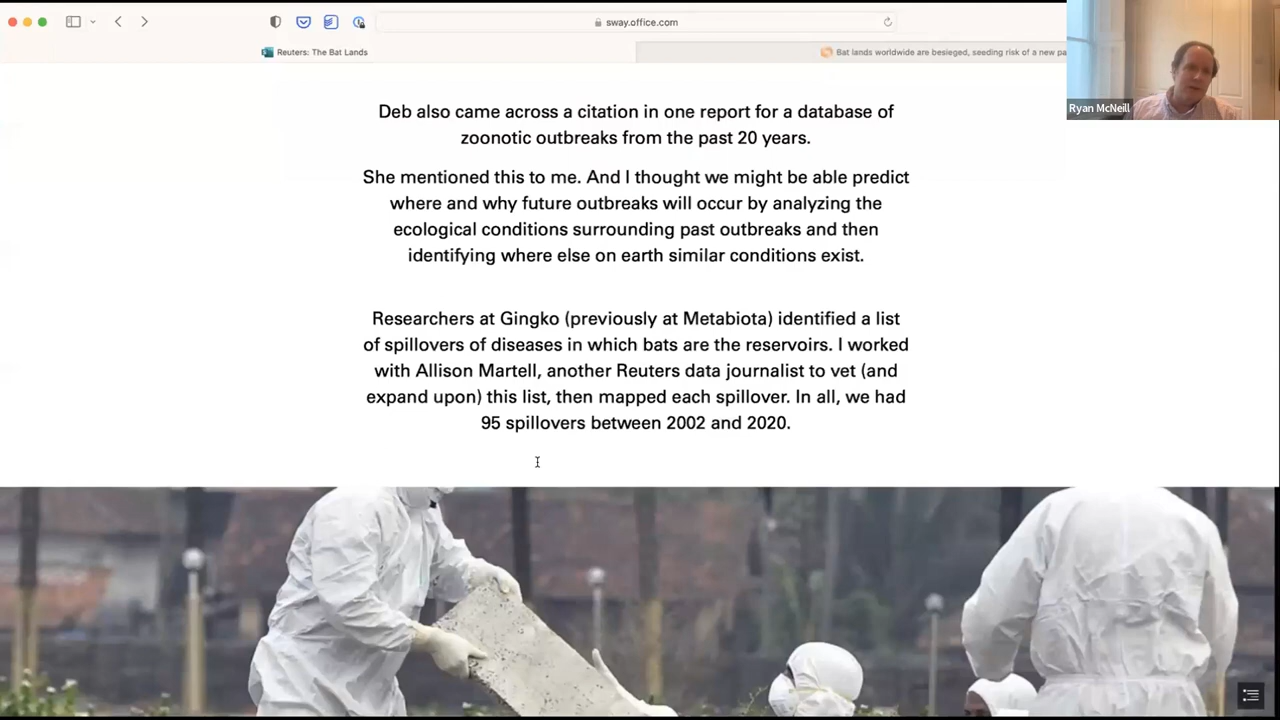 sway.office.com
Reuters: The Bat Lands
Bat lands worldwide are besieged, seeding risk of a new pa
Ryan McNeill
Deb also came across a citation in one report for a database of
zoonotic outbreaks from the past 20 years.
She mentioned this to me. And I thought we might be able predict
where and why future outbreaks will occur by analyzing the
ecological conditions surrounding past outbreaks and then
identifying where else on earth similar conditions exist.
Researchers at Gingko (previously at Metabiota) identified a list
of spillovers of diseases in which bats are the reservoirs. I worked
with Allison Martell, another Reuters data journalist to vet (and
expand upon) this list, then mapped each spillover. In all, we had
95 spillovers between 2002 and 2020.